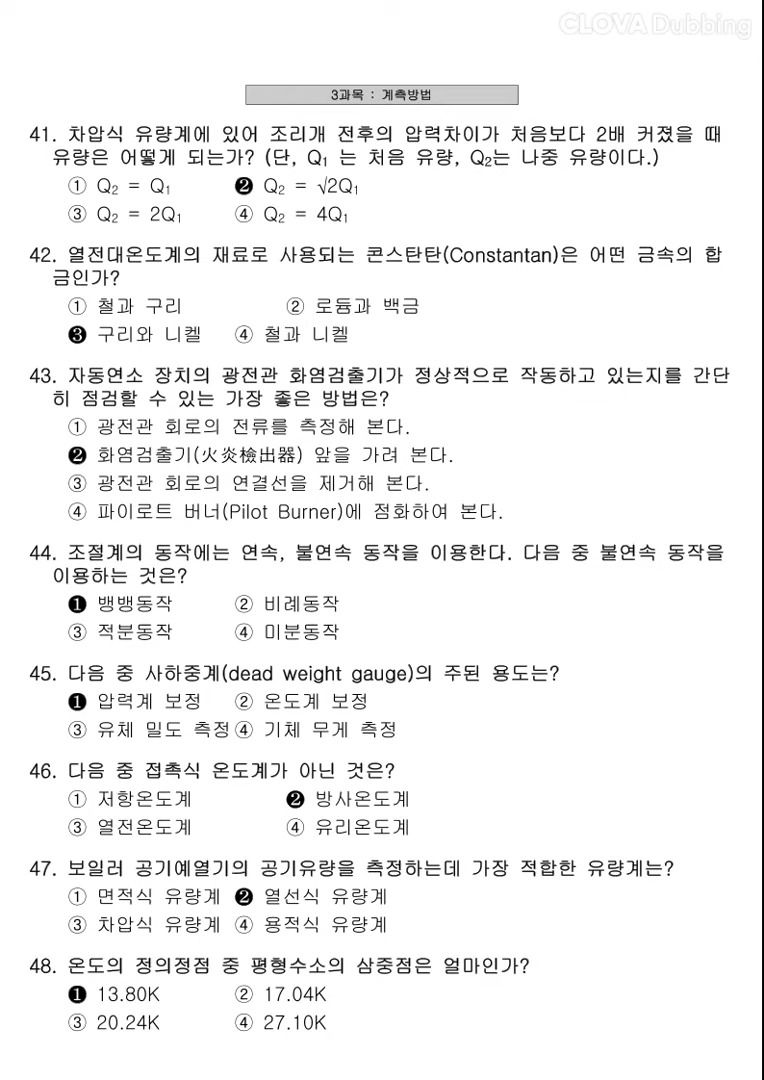 CLOVA Dubbing
3과목 : 계측방법
41. 차압식 유량계에 있어 조리개 전후의 압력차이가 처음보다 2배 커졌을 때
유량은 어떻게 되는가? (단, Q₁ 는 처음 유량, Q₂는 나중 유량이다.)
① Q₂ = Q₁ ❷ Q₂ = √2Q₁
③ Q₂ = 2Q₁ ④ Q₂ = 4Q₁
42. 열전대온도계의 재료로 사용되는 콘스탄탄(Constantan)은 어떤 금속의 합
금인가?
① 철과 구리 ② 로듐과 백금
❸ 구리와 니켈 ④ 철과 니켈
43. 자동연소 장치의 광전관 화염검출기가 정상적으로 작동하고 있는지를 간단
히 점검할 수 있는 가장 좋은 방법은?
① 광전관 회로의 전류를 측정해 본다.
❷ 화염검출기(火炎檢出器) 앞을 가려 본다.
③ 광전관 회로의 연결선을 제거해 본다.
④ 파이로트 버너(Pilot Burner)에 점화하여 본다.
44. 조절계의 동작에는 연속, 불연속 동작을 이용한다. 다음 중 불연속 동작을
이용하는 것은?
❶ 뱅뱅동작 ② 비례동작
③ 적분동작 ④ 미분동작
45. 다음 중 사하중계(dead weight gauge)의 주된 용도는?
❶ 압력계 보정 ② 온도계 보정
③ 유체 밀도 측정 ④ 기체 무게 측정
46. 다음 중 접촉식 온도계가 아닌 것은?
① 저항온도계 ❷ 방사온도계
③ 열전온도계 ④ 유리온도계
47. 보일러 공기예열기의 공기유량을 측정하는데 가장 적합한 유량계는?
① 면적식 유량계 ❷ 열선식 유량계
③ 차압식 유량계 ④ 용적식 유량계
48. 온도의 정의정점 중 평형수소의 삼중점은 얼마인가?
❶ 13.80K ② 17.04K
③ 20.24K ④ 27.10K